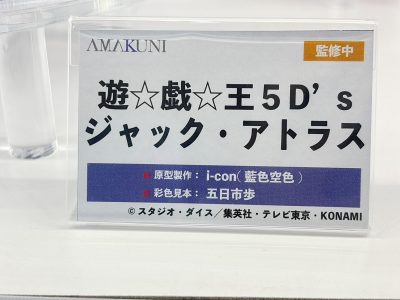 AMAKUNI
監修中
遊☆戯☆王5D's
ジャック・アトラス
原型製作：i-con(藍色空色)
彩色見本：五日市歩
© スタジオ・ダイス／集英社・テレビ東京・KONAMI